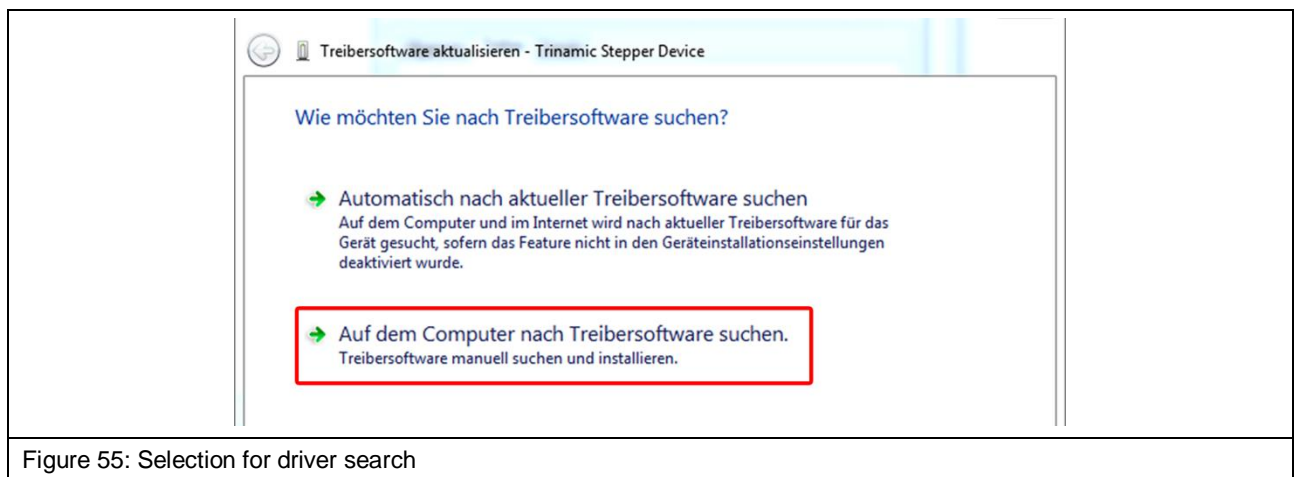 Treibersoftware aktualisieren - Trinamic Stepper Device
Wie möchten Sie nach Treibersoftware suchen?
Automatisch nach aktueller Treibersoftware suchen
Auf dem Computer und im Internet wird nach aktueller Treibersoftware für das
Gerät gesucht, sofern das Feature nicht in den Geräteinstallationseinstellungen
deaktiviert wurde.
Auf dem Computer nach Treibersoftware suchen.
Treibersoftware manuell suchen und installieren.
Figure 55: Selection for driver search